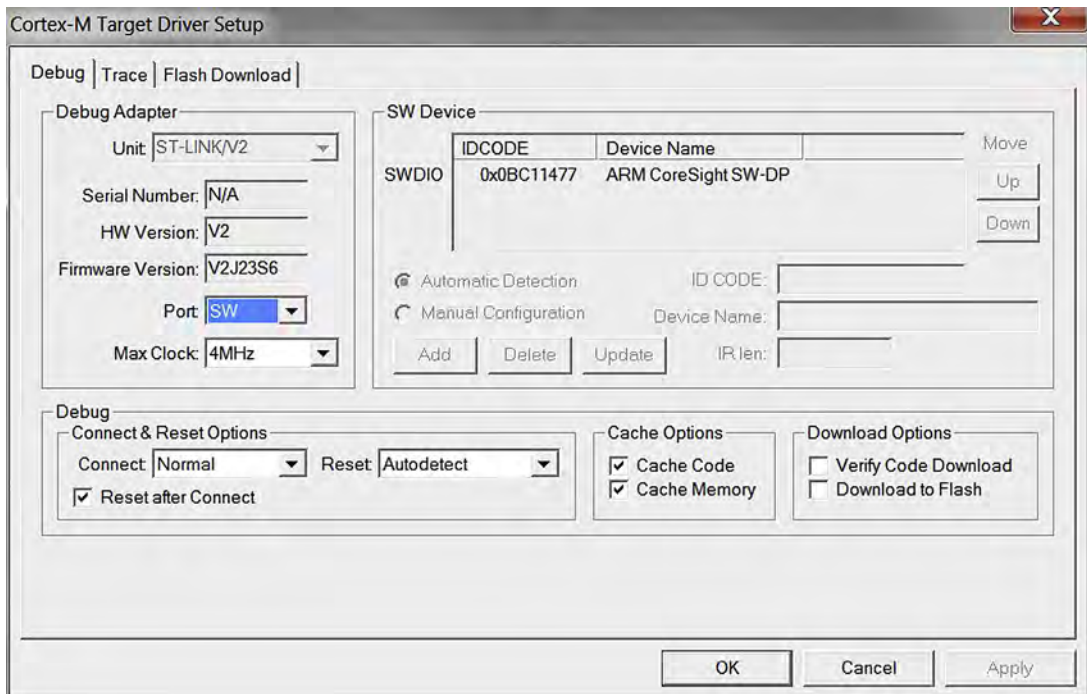 Cortex-M Target Driver Setup
X
Debug Trace Flash Download
Debug Adapter
Unit: ST-LINK/V2
Serial Number: N/A
HW Version: V2
Firmware Version: V2J23S6
Port: SW
Max Clock: 4MHz
SW Device
IDCODE Device Name
SWDIO 0x0BC11477 ARM CoreSight SW-DP
Move
Up
Down
Automatic Detection
Manual Configuration
ID CODE:
Device Name:
Add Delete Update IR len:
Debug
Connect & Reset Options
Connect: Normal Reset: Autodetect
Reset after Connect
Cache Options
Cache Code
Cache Memory
Download Options
Verify Code Download
Download to Flash
OK Cancel Apply